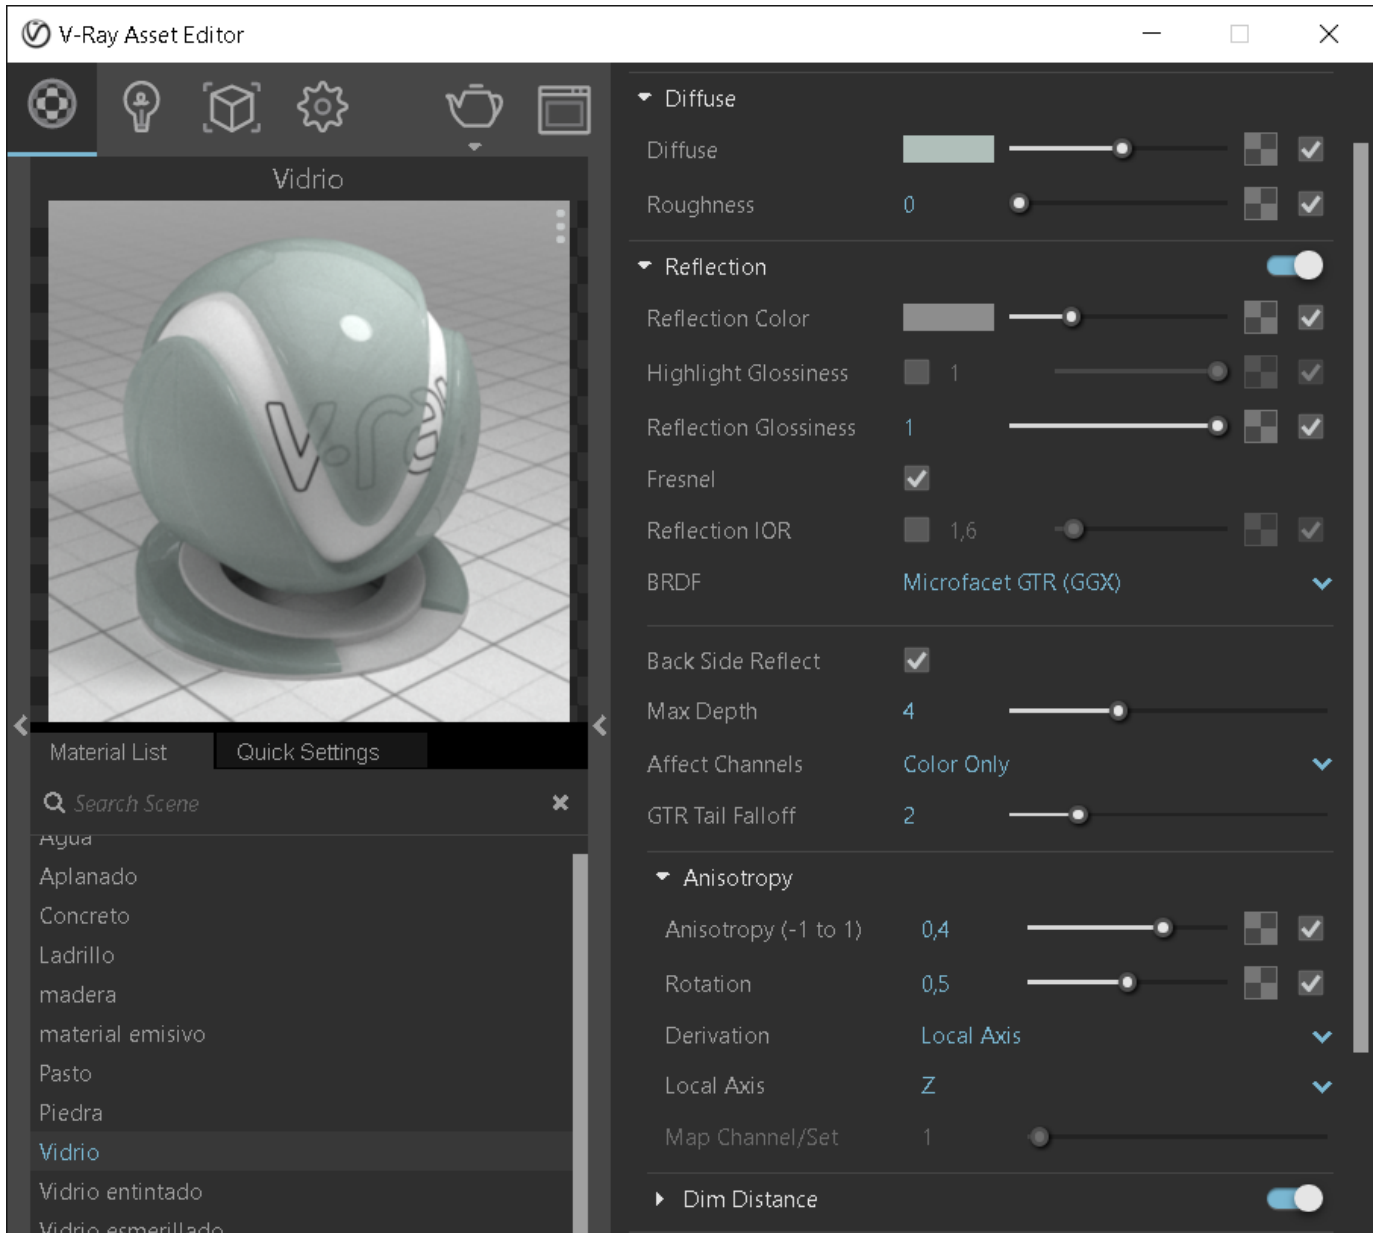 V-Ray Asset Editor
Vidrio
v-ray
Material List
Quick Settings
Search Scene
Agua
Aplanado
Concreto
Ladrillo
madera
material emisivo
Pasto
Piedra
Vidrio
Vidrio entintado
Vidrio esmerillado
Diffuse
Diffuse
Roughness 0
Reflection
Reflection Color
Highlight Glossiness 1
Reflection Glossiness 1
Fresnel
Reflection IOR 1,6
BRDF Microfacet GTR (GGX)
Back Side Reflect
Max Depth 4
Affect Channels Color Only
GTR Tail Falloff 2
Anisotropy
Anisotropy (-1 to 1) 0,4
Rotation 0,5
Derivation Local Axis
Local Axis Z
Map Channel/Set 1
Dim Distance